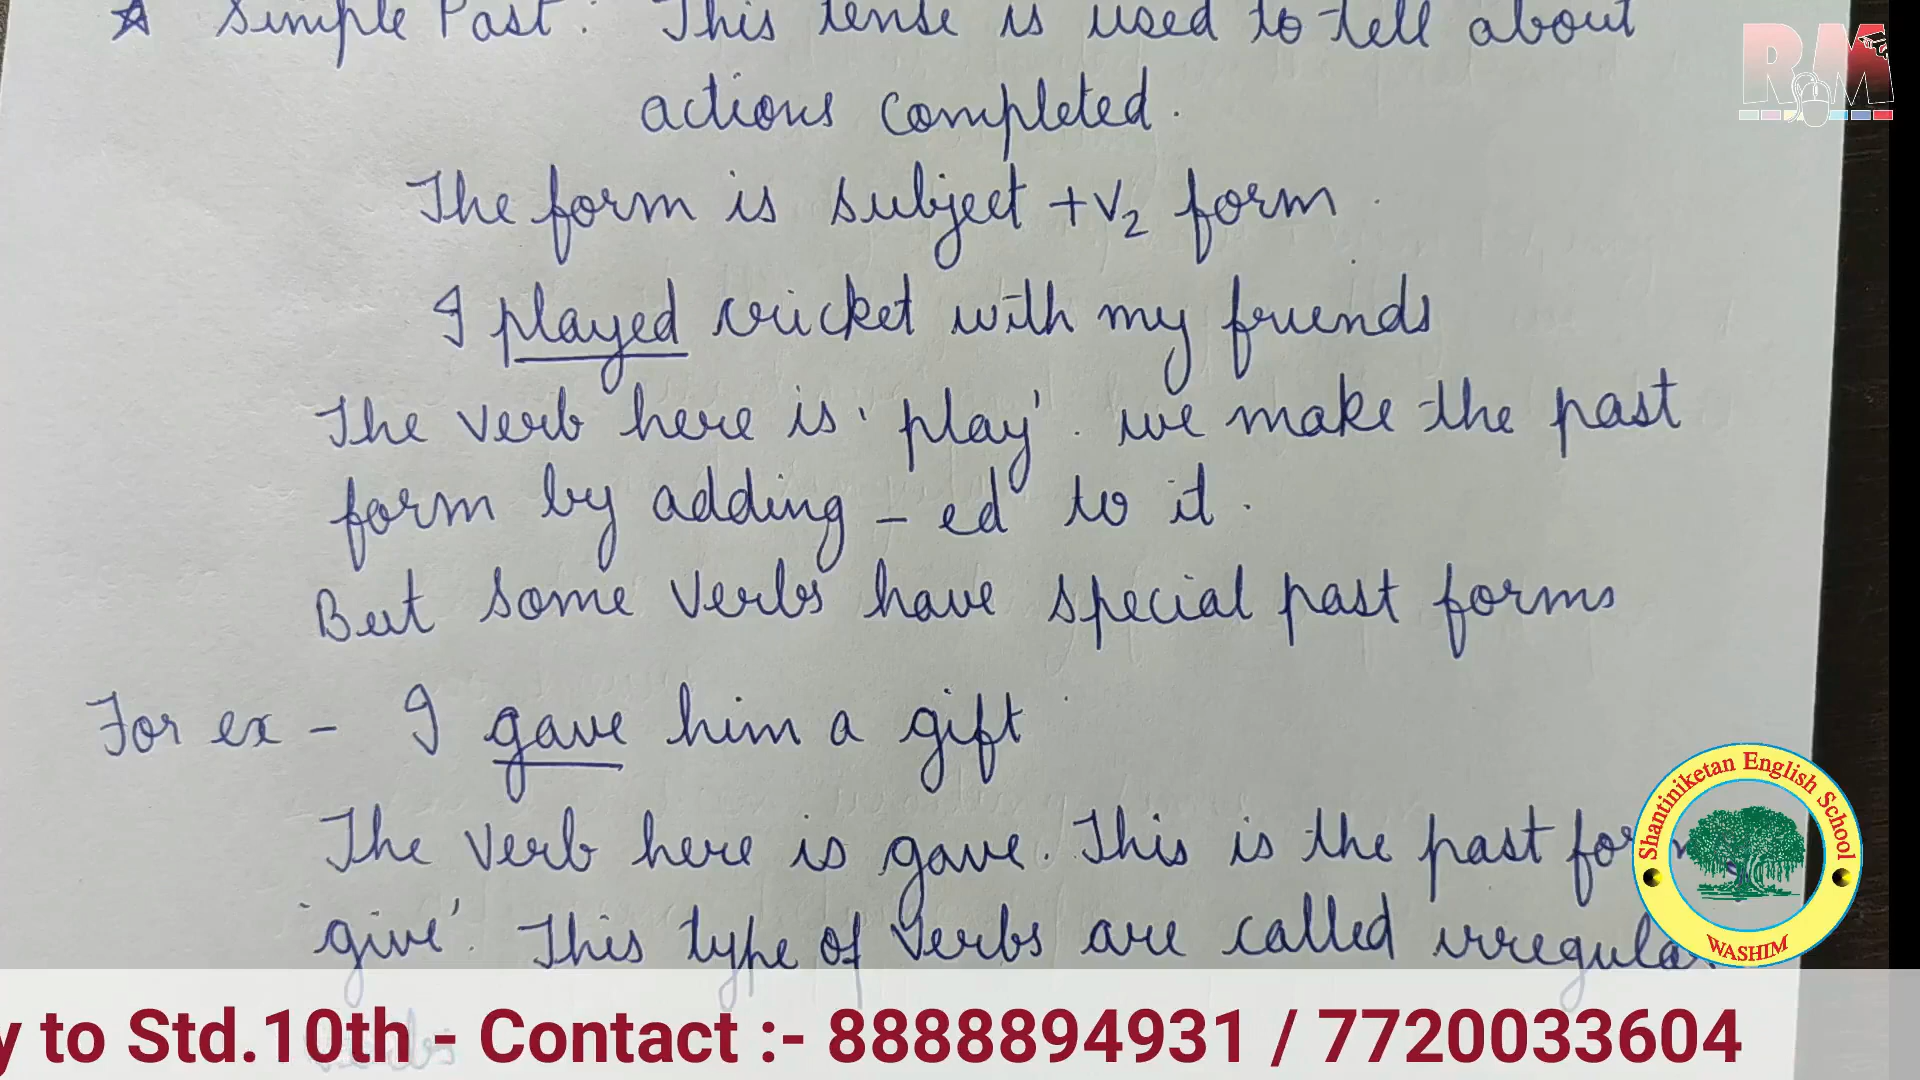 ☆ Simple Past : This tense is used to tell about
actions completed.
The form is subject + V₂ form.
I played cricket with my friends
The verb here is 'play'. we make the past
form by adding - ed to it.
But some verbs have special past forms
For ex - I gave him a gift
The verb here is gave. This is the past form
'give'. This type of verbs are called irregular
RM
Shantiniketan English School
WASHIM
y to Std.10th - Contact :- 8888894931 / 7720033604